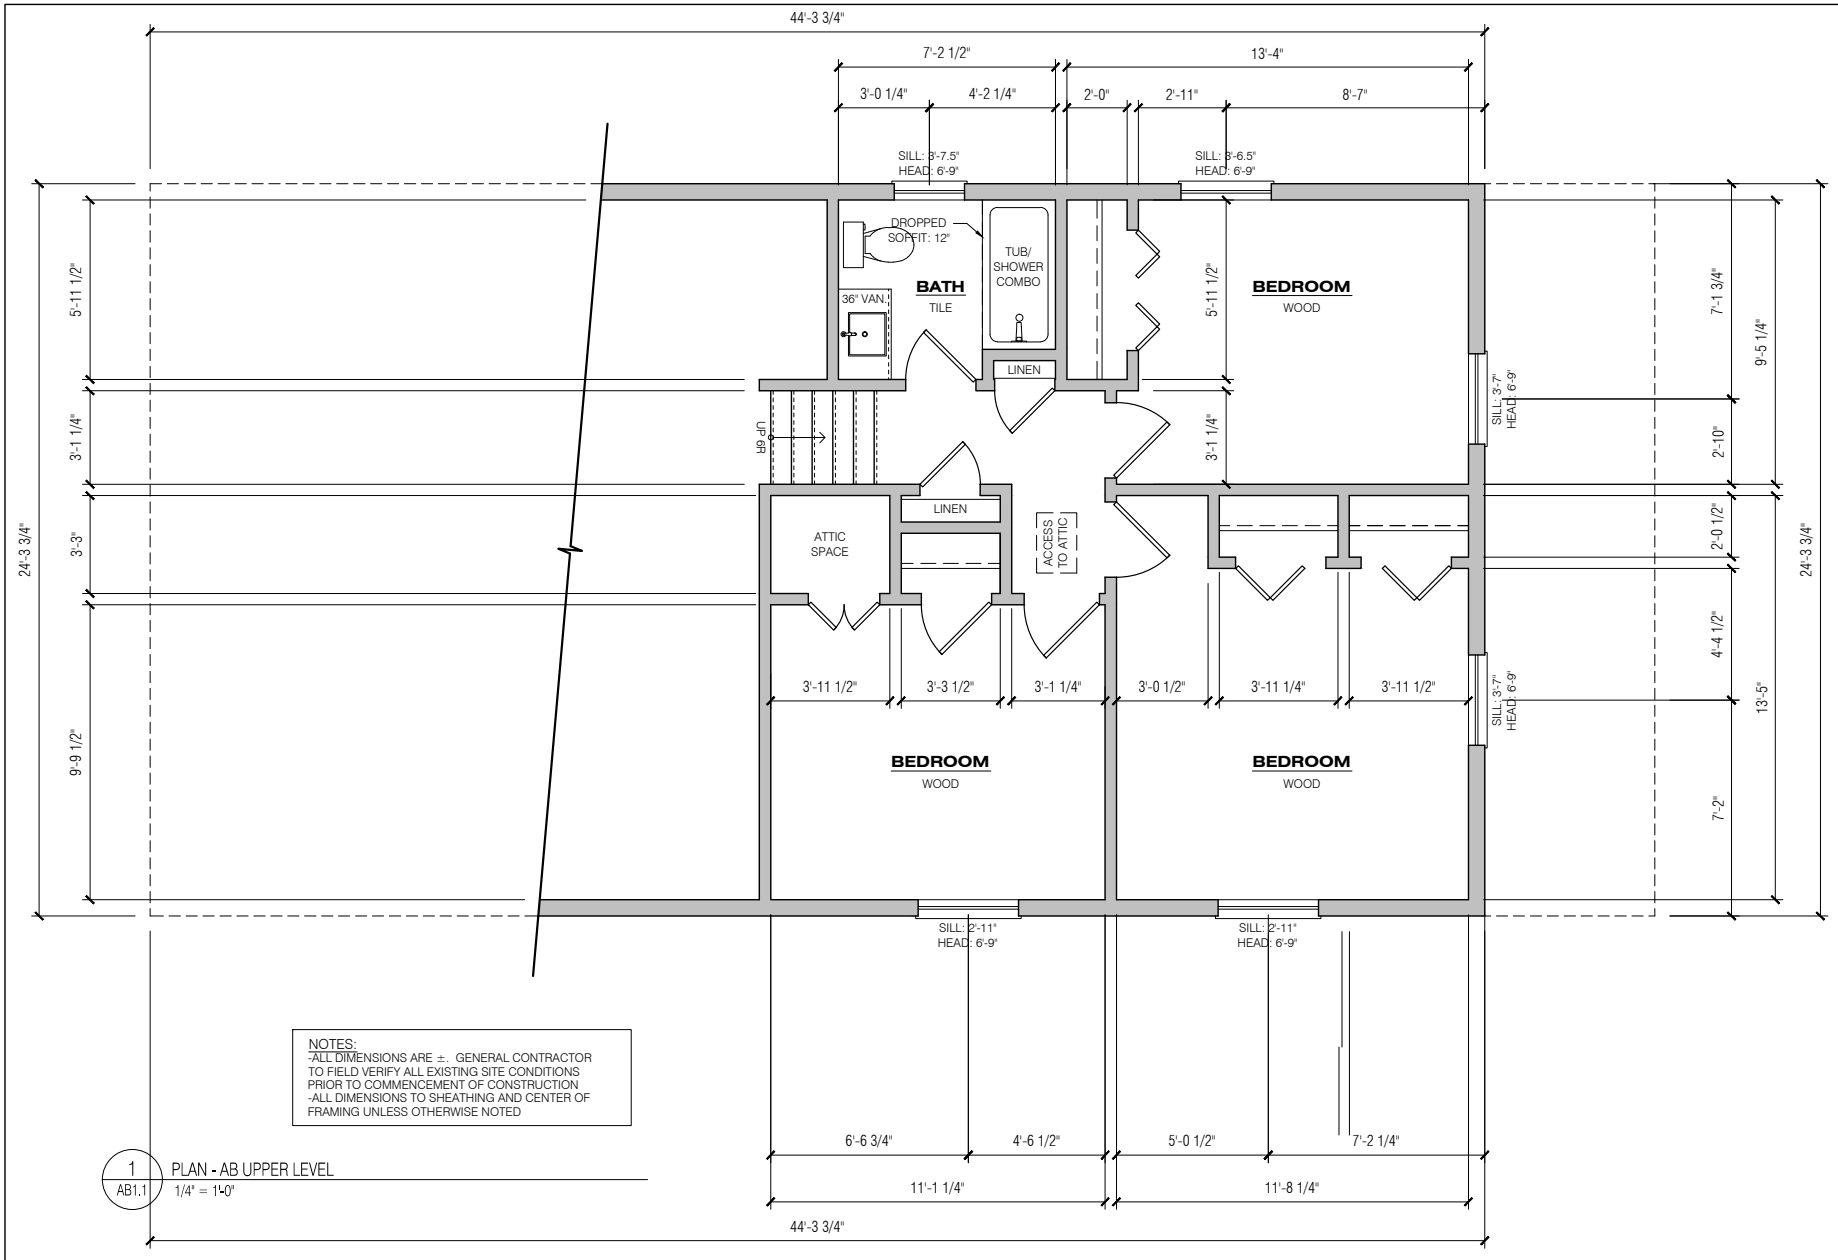 44'-3 3/4"
7'-2 1/2"
13'-4"
3'-0 1/4"
4'-2 1/4"
2'-0"
2'-11"
8'-7"
SILL: 3'-7.5"
HEAD: 6'-9"
SILL: 3'-6.5"
HEAD: 6'-9"
DROPPED
SOFFIT: 12"
TUB/
SHOWER
COMBO
BATH
TILE
36" VAN.
BEDROOM
WOOD
5'-11 1/2"
5'-11 1/2"
7'-1 3/4"
9'-5 1/4"
LINEN
SILL: 3'-7"
HEAD: 6'-9"
UP 6R
3'-1 1/4"
3'-1 1/4"
2'-10"
LINEN
ATTIC
SPACE
ACCESS
TO ATTIC
24'-3 3/4"
3'-3"
2'-0 1/2"
24'-3 3/4"
4'-4 1/2"
SILL: 3'-7"
HEAD: 6'-9"
13'-5"
3'-11 1/2"
3'-3 1/2"
3'-1 1/4"
3'-0 1/2"
3'-11 1/4"
3'-11 1/2"
9'-9 1/2"
BEDROOM
WOOD
BEDROOM
WOOD
7'-2"
SILL: 2'-11"
HEAD: 6'-9"
SILL: 2'-11"
HEAD: 6'-9"
NOTES:
-ALL DIMENSIONS ARE ±. GENERAL CONTRACTOR
TO FIELD VERIFY ALL EXISTING SITE CONDITIONS
PRIOR TO COMMENCEMENT OF CONSTRUCTION
-ALL DIMENSIONS TO SHEATHING AND CENTER OF
FRAMING UNLESS OTHERWISE NOTED
6'-6 3/4"
4'-6 1/2"
5'-0 1/2"
7'-2 1/4"
1
AB1.1
PLAN - AB UPPER LEVEL
1/4" = 1'-0"
11'-1 1/4"
11'-8 1/4"
44'-3 3/4"